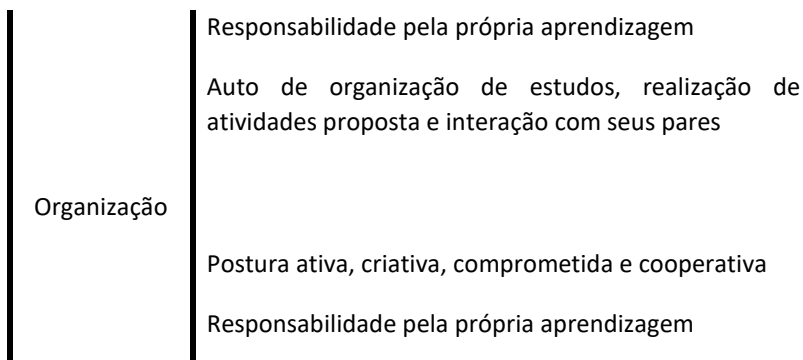 Responsabilidade pela própria aprendizagem
Auto de organização de estudos, realização de
atividades proposta e interação com seus pares
Organização
Postura ativa, criativa, comprometida e cooperativa
Responsabilidade pela própria aprendizagem